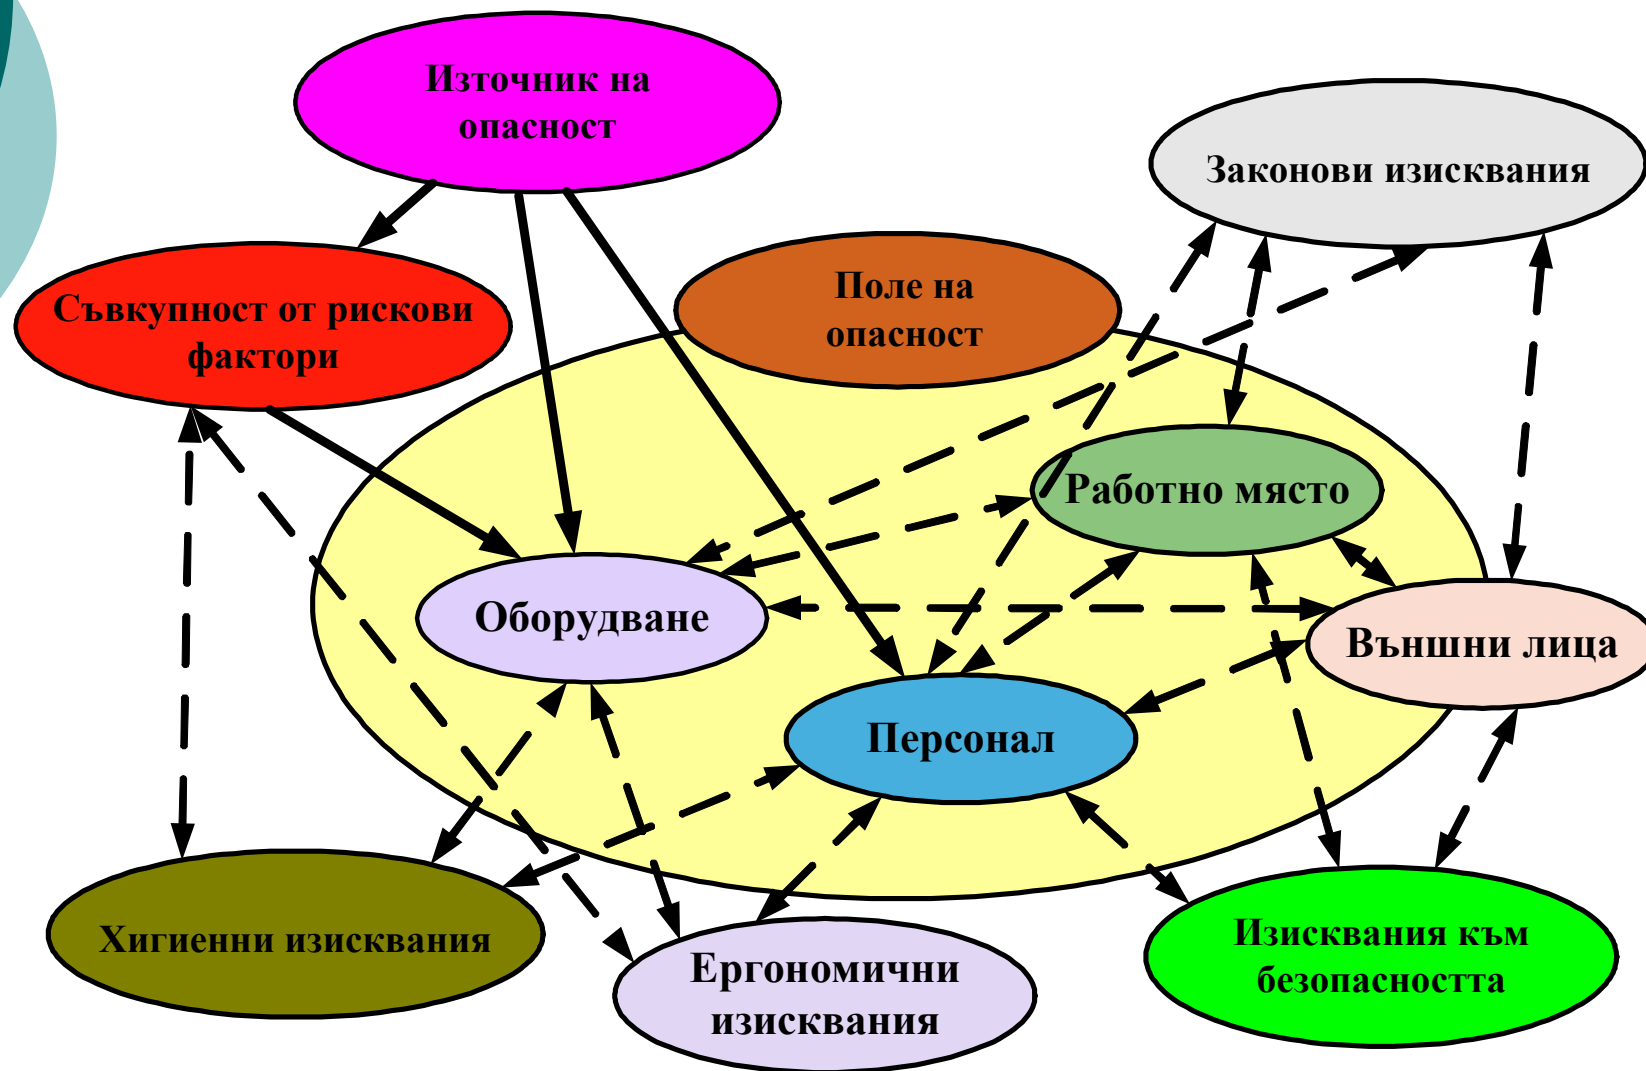 Източник на
опасност
Законови изисквания
Поле на
опасност
Съвкупност от рискови
фактори
Работно място
Оборудване
Външни лица
Персонал
Хигиенни изисквания
Изисквания към
безопасността
Ергономични
изисквания